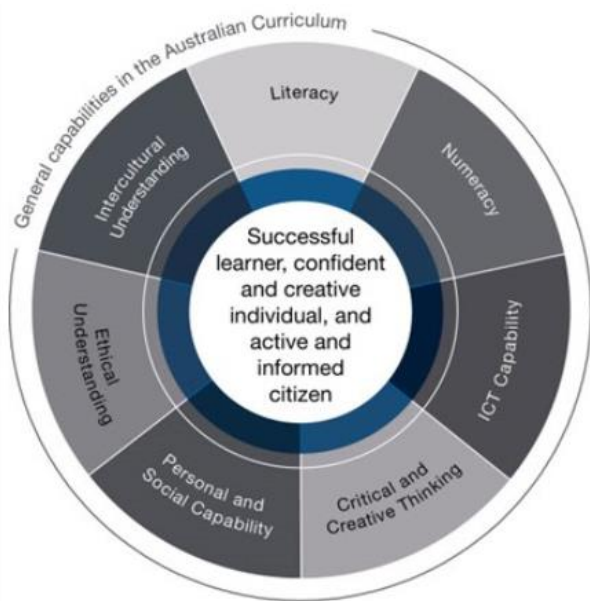 General capabilities in the Australian Curriculum
Literacy
Numeracy
ICT Capability
Critical and
Creative Thinking
Personal and
Social Capability
Ethical
Understanding
Intercultural
Understanding
Successful
learner, confident
and creative
individual, and
active and
informed
citizen